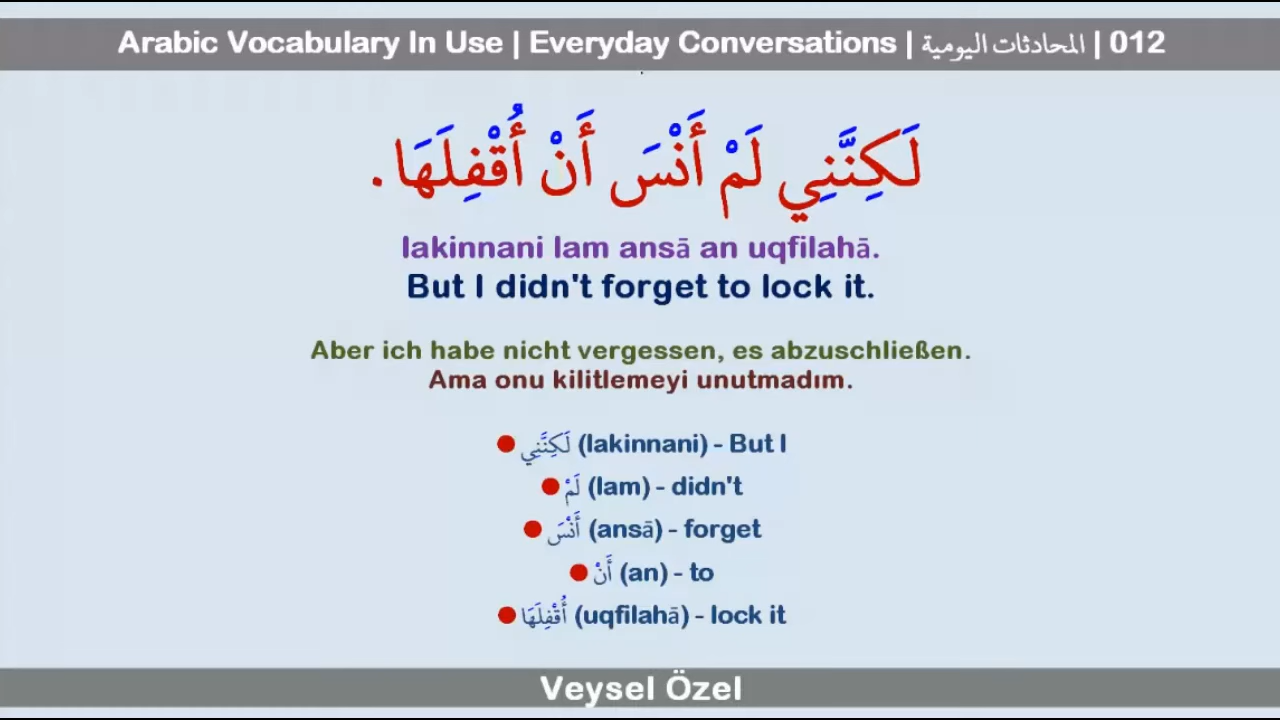 Arabic Vocabulary In Use | Everyday Conversations | المحادثات اليومية | 012
لَكِنَّنِي لَمْ أَنْسَ أَنْ أُقْفِلَهَا.
lakinnani lam ansā an uqfilahā.
But I didn't forget to lock it.
Aber ich habe nicht vergessen, es abzuschließen.
Ama onu kilitlemeyi unutmadım.
لَكِنَّنِي (lakinnani) - But I
لَمْ (lam) - didn't
أَنْسَ (ansā) - forget
أَنْ (an) - to
أُقْفِلَهَا (uqfilahā) - lock it
Veysel Özel